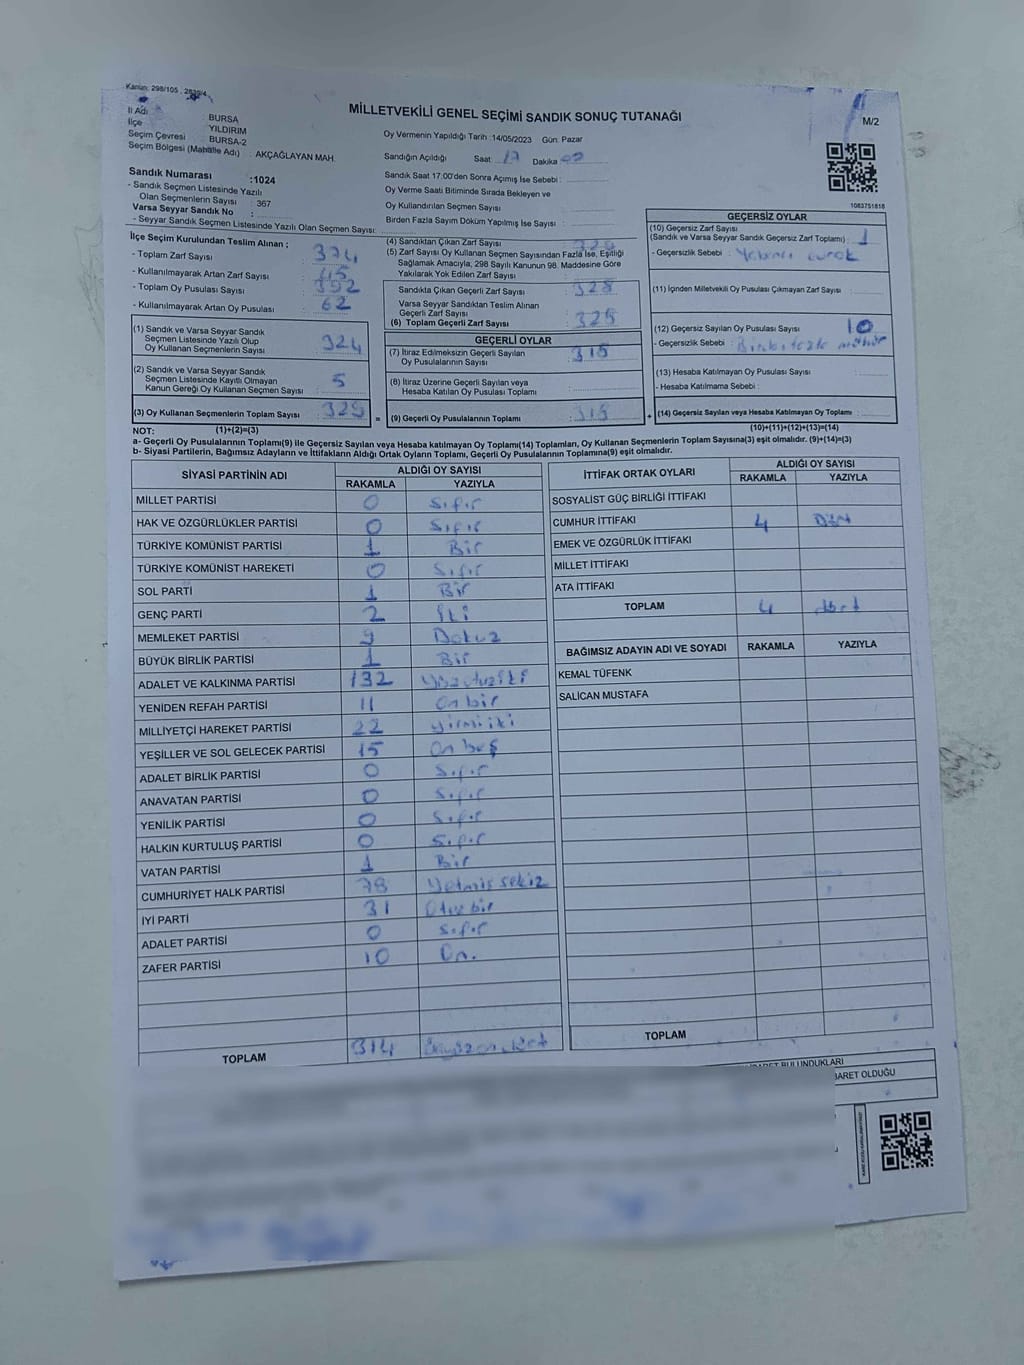 Kanun: 298/105, 2839/4
MİLLETVEKİLİ GENEL SEÇİMİ SANDIK SONUÇ TUTANAĞI
M/2
İl Adı BURSA
İlçe YILDIRIM
Seçim Çevresi BURSA-2
Seçim Bölgesi (Mahalle Adı) : AKÇAĞLAYAN MAH.
Oy Vermenin Yapıldığı Tarih :14/05/2023 Gün: Pazar
Sandığın Açıldığı Saat : 17 Dakika
Sandık Saat 17.00'den Sonra Açılmış İse Sebebi :
Oy Verme Saati Bitiminde Sırada Bekleyen ve
Oy Kullandırılan Seçmen Sayısı :
Birden Fazla Sayım Döküm Yapılmış İse Sayısı :
1083751818
Sandık Numarası :1024
- Sandık Seçmen Listesinde Yazılı
Olan Seçmenlerin Sayısı : 367
Varsa Seyyar Sandık No :
- Seyyar Sandık Seçmen Listesinde Yazılı Olan Seçmen Sayısı:
İlçe Seçim Kurulundan Teslim Alınan ;
- Toplam Zarf Sayısı : 374
- Kullanılmayarak Artan Zarf Sayısı :
- Toplam Oy Pusulası Sayısı :
- Kullanılmayarak Artan Oy Pusulası : 62
(1) Sandık ve Varsa Seyyar Sandık
Seçmen Listesinde Yazılı Olup
Oy Kullanan Seçmenlerin Sayısı : 324
(2) Sandık ve Varsa Seyyar Sandık
Seçmen Listesinde Kayıtlı Olmayan
Kanun Gereği Oy Kullanan Seçmen Sayısı : 5
(3) Oy Kullanan Seçmenlerin Toplam Sayısı : 329
(4) Sandıktan Çıkan Zarf Sayısı :
(5) Zarf Sayısı Oy Kullanan Seçmen Sayısından Fazla İse, Eşitliği
Sağlamak Amacıyla, 298 Sayılı Kanunun 98. Maddesine Göre
Yakılarak Yok Edilen Zarf Sayısı :
Sandıkta Çıkan Geçerli Zarf Sayısı : 328
Varsa Seyyar Sandıktan Teslim Alınan
Geçerli Zarf Sayısı :
(6) Toplam Geçerli Zarf Sayısı : 328
GEÇERLİ OYLAR
(7) İtiraz Edilmeksizin Geçerli Sayılan
Oy Pusulalarının Sayısı : 318
(8) İtiraz Üzerine Geçerli Sayılan veya
Hesaba Katılan Oy Pusulası Toplamı :
= (9) Geçerli Oy Pusulalarının Toplamı : 318
GEÇERSİZ OYLAR
(10) Geçersiz Zarf Sayısı
(Sandık ve Varsa Seyyar Sandık Geçersiz Zarf Toplamı) : 1
- Geçersizlik Sebebi : Yabancı evrak
(11) İçinden Milletvekili Oy Pusulası Çıkmayan Zarf Sayısı :
(12) Geçersiz Sayılan Oy Pusulası Sayısı : 10
- Geçersizlik Sebebi : Birden fazla mühür
(13) Hesaba Katılmayan Oy Pusulası Sayısı :
- Hesaba Katılmama Sebebi :
+ (14) Geçersiz Sayılan veya Hesaba Katılmayan Oy Toplamı :
NOT: (1)+(2)=(3)
(10)+(11)+(12)+(13)=(14)
a- Geçerli Oy Pusulalarının Toplamı(9) ile Geçersiz Sayılan veya Hesaba katılmayan Oy Toplamı(14) Toplamları, Oy Kullanan Seçmenlerin Toplam Sayısına(3) eşit olmalıdır. (9)+(14)=(3)
b- Siyasi Partilerin, Bağımsız Adayların ve İttifakların Aldığı Ortak Oyların Toplamı, Geçerli Oy Pusulalarının Toplamına(9) eşit olmalıdır.
SİYASİ PARTİNİN ADI ALDIĞI OY SAYISI
RAKAMLA YAZIYLA
MİLLET PARTİSİ 0 Sıfır
HAK VE ÖZGÜRLÜKLER PARTİSİ 0 Sıfır
TÜRKİYE KOMÜNİST PARTİSİ 1 Bir
TÜRKİYE KOMÜNİST HAREKETİ 0 Sıfır
SOL PARTİ 1 Bir
GENÇ PARTİ 2 İki
MEMLEKET PARTİSİ 9 Dokuz
BÜYÜK BİRLİK PARTİSİ 1 Bir
ADALET VE KALKINMA PARTİSİ 132 Yüzotuziki
YENİDEN REFAH PARTİSİ 11 On bir
MİLLİYETÇİ HAREKET PARTİSİ 22 yirmi iki
YEŞİLLER VE SOL GELECEK PARTİSİ 15 On beş
ADALET BİRLİK PARTİSİ 0 Sıfır
ANAVATAN PARTİSİ 0 Sıfır
YENİLİK PARTİSİ 0 Sıfır
HALKIN KURTULUŞ PARTİSİ 0 Sıfır
VATAN PARTİSİ 1 Bir
CUMHURİYET HALK PARTİSİ 78 Yetmiş sekiz
İYİ PARTİ 31 Otuz bir
ADALET PARTİSİ 0 Sıfır
ZAFER PARTİSİ 10 On.
TOPLAM 314 Üçyüzon dört
İTTİFAK ORTAK OYLARI ALDIĞI OY SAYISI
RAKAMLA YAZIYLA
SOSYALİST GÜÇ BİRLİĞİ İTTİFAKI
CUMHUR İTTİFAKI 4 Dört
EMEK VE ÖZGÜRLÜK İTTİFAKI
MİLLET İTTİFAKI
ATA İTTİFAKI
TOPLAM 4 dört
BAĞIMSIZ ADAYIN ADI VE SOYADI RAKAMLA YAZIYLA
KEMAL TÜFENK
SALİCAN MUSTAFA
TOPLAM
BULUNDUKLARI
BARET OLDUĞU